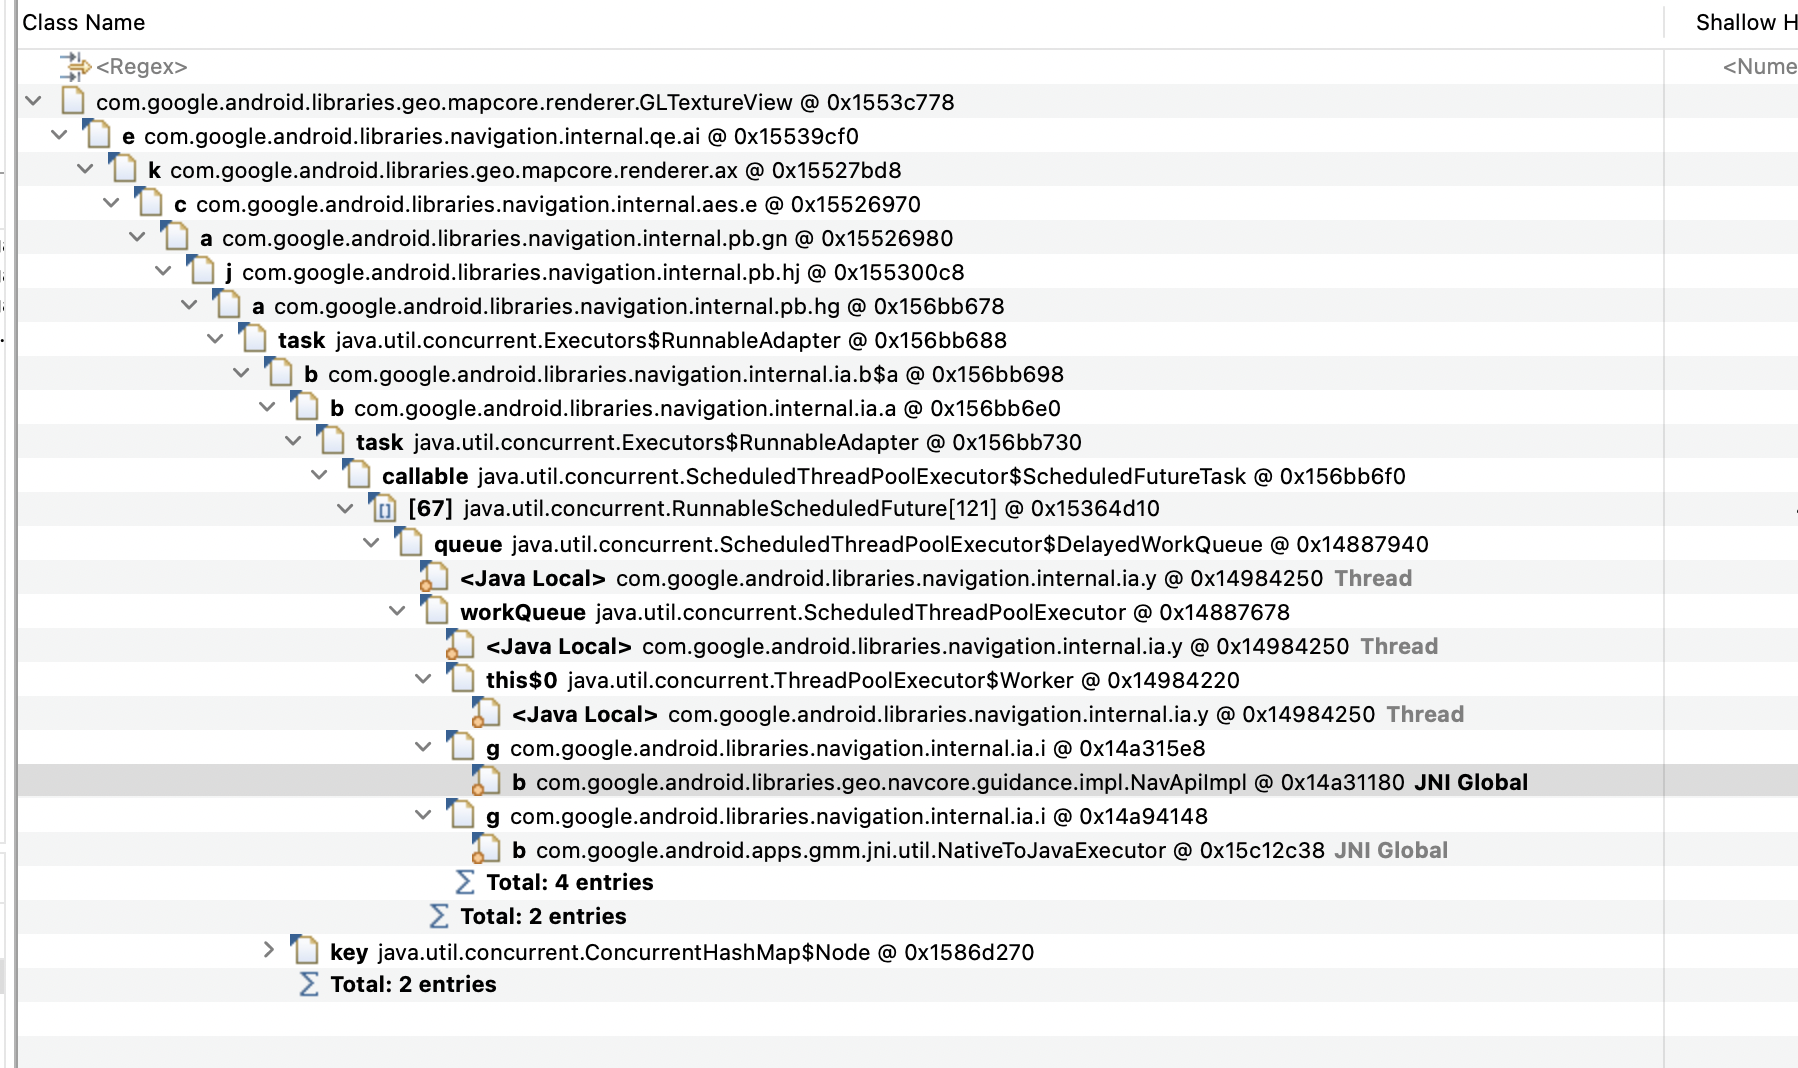 Class Name Shallow H
<Regex> <Nume
com.google.android.libraries.geo.mapcore.renderer.GLTextureView @ 0x1553c778
e com.google.android.libraries.navigation.internal.qe.ai @ 0x15539cf0
k com.google.android.libraries.geo.mapcore.renderer.ax @ 0x15527bd8
c com.google.android.libraries.navigation.internal.aes.e @ 0x15526970
a com.google.android.libraries.navigation.internal.pb.gn @ 0x15526980
j com.google.android.libraries.navigation.internal.pb.hj @ 0x155300c8
a com.google.android.libraries.navigation.internal.pb.hg @ 0x156bb678
task java.util.concurrent.Executors$RunnableAdapter @ 0x156bb688
b com.google.android.libraries.navigation.internal.ia.b$a @ 0x156bb698
b com.google.android.libraries.navigation.internal.ia.a @ 0x156bb6e0
task java.util.concurrent.Executors$RunnableAdapter @ 0x156bb730
callable java.util.concurrent.ScheduledThreadPoolExecutor$ScheduledFutureTask @ 0x156bb6f0
[67] java.util.concurrent.RunnableScheduledFuture[121] @ 0x15364d10
queue java.util.concurrent.ScheduledThreadPoolExecutor$DelayedWorkQueue @ 0x14887940
<Java Local> com.google.android.libraries.navigation.internal.ia.y @ 0x14984250 Thread
workQueue java.util.concurrent.ScheduledThreadPoolExecutor @ 0x14887678
<Java Local> com.google.android.libraries.navigation.internal.ia.y @ 0x14984250 Thread
this$0 java.util.concurrent.ThreadPoolExecutor$Worker @ 0x14984220
<Java Local> com.google.android.libraries.navigation.internal.ia.y @ 0x14984250 Thread
g com.google.android.libraries.navigation.internal.ia.i @ 0x14a315e8
b com.google.android.libraries.geo.navcore.guidance.impl.NavApiImpl @ 0x14a31180 JNI Global
g com.google.android.libraries.navigation.internal.ia.i @ 0x14a94148
b com.google.android.apps.gmm.jni.util.NativeToJavaExecutor @ 0x15c12c38 JNI Global
Total: 4 entries
Total: 2 entries
key java.util.concurrent.ConcurrentHashMap$Node @ 0x1586d270
Total: 2 entries